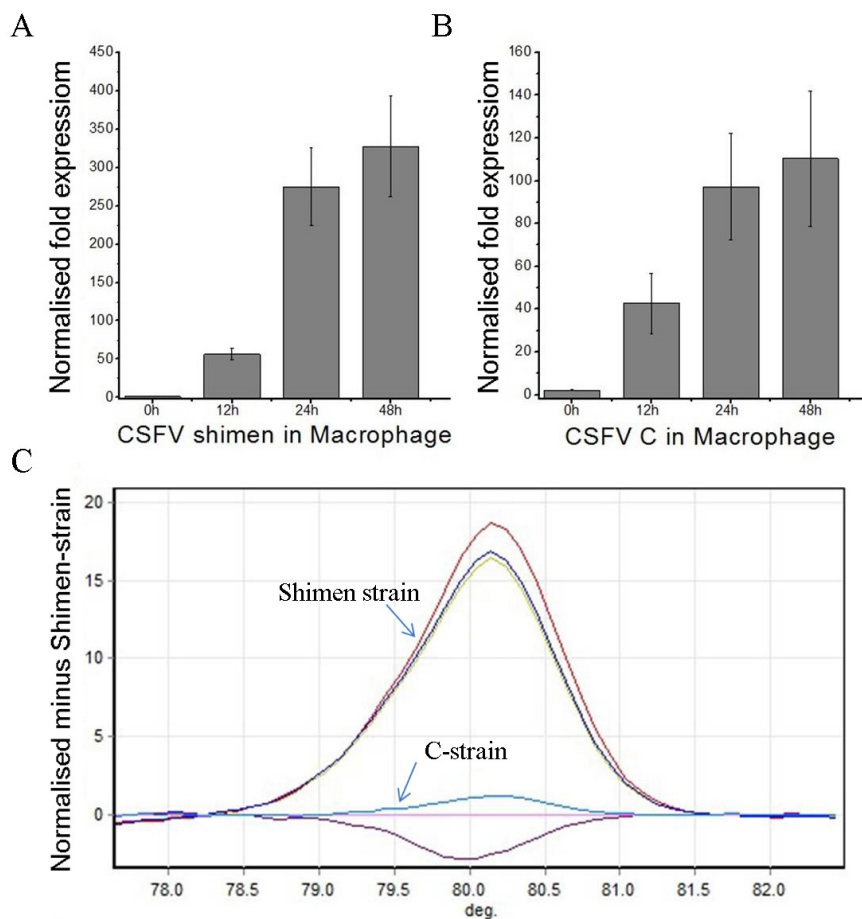 A
B
Normalised fold expressiom
450
400
350
300
250
200
150
100
50
0
0h
12h
24h
48h
CSFV shimen in Macrophage
Normalised fold expressiom
160
140
120
100
80
60
40
20
0
0h
12h
24h
48h
CSFV C in Macrophage
C
Normalised minus Shimen-strain
20
15
10
5
0
Shimen strain
C-strain
78.0
78.5
79.0
79.5
80.0
80.5
81.0
81.5
82.0
deg.